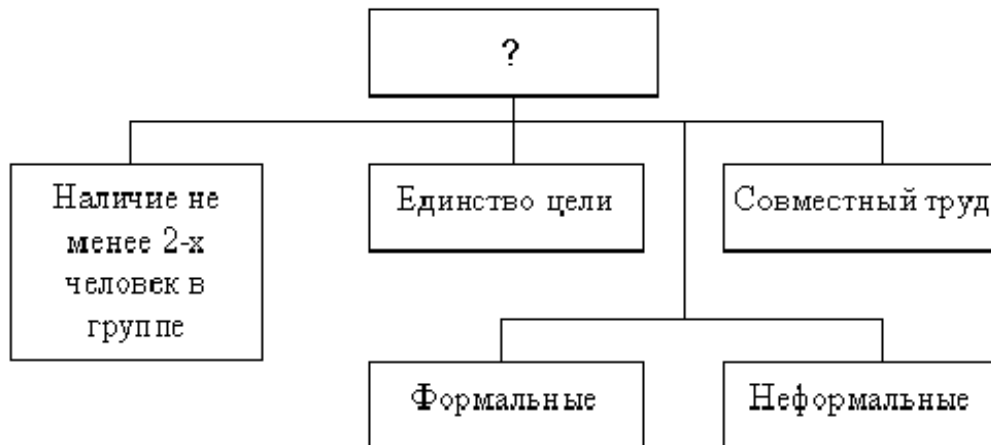 ?
Наличие не
менее 2-х
человек в
группе
Единство цели
Совместный труд
Формальные
Неформальные